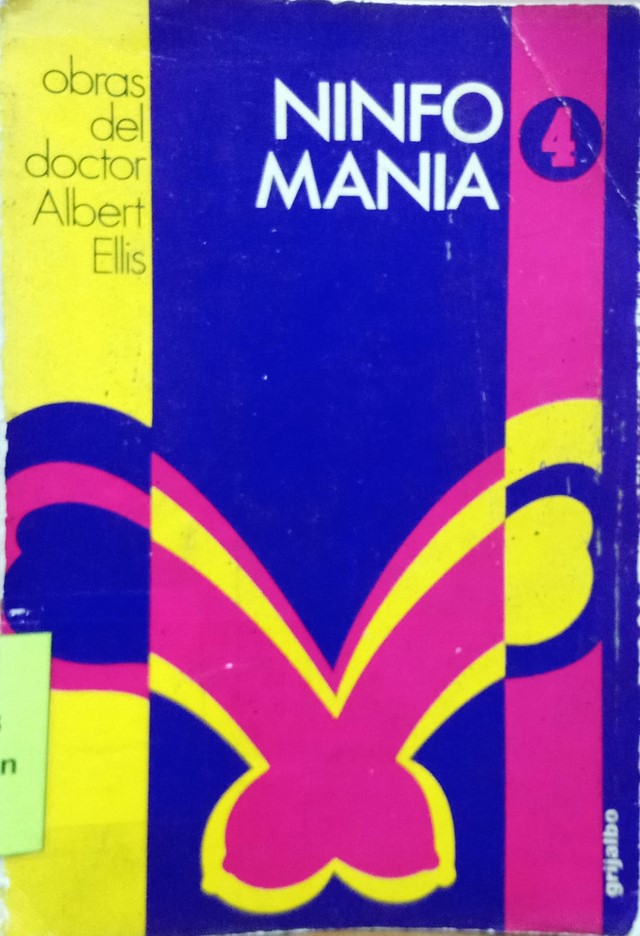 obras
del
doctor
Albert
Ellis
NINFO
MANIA
4
n
grijalbo